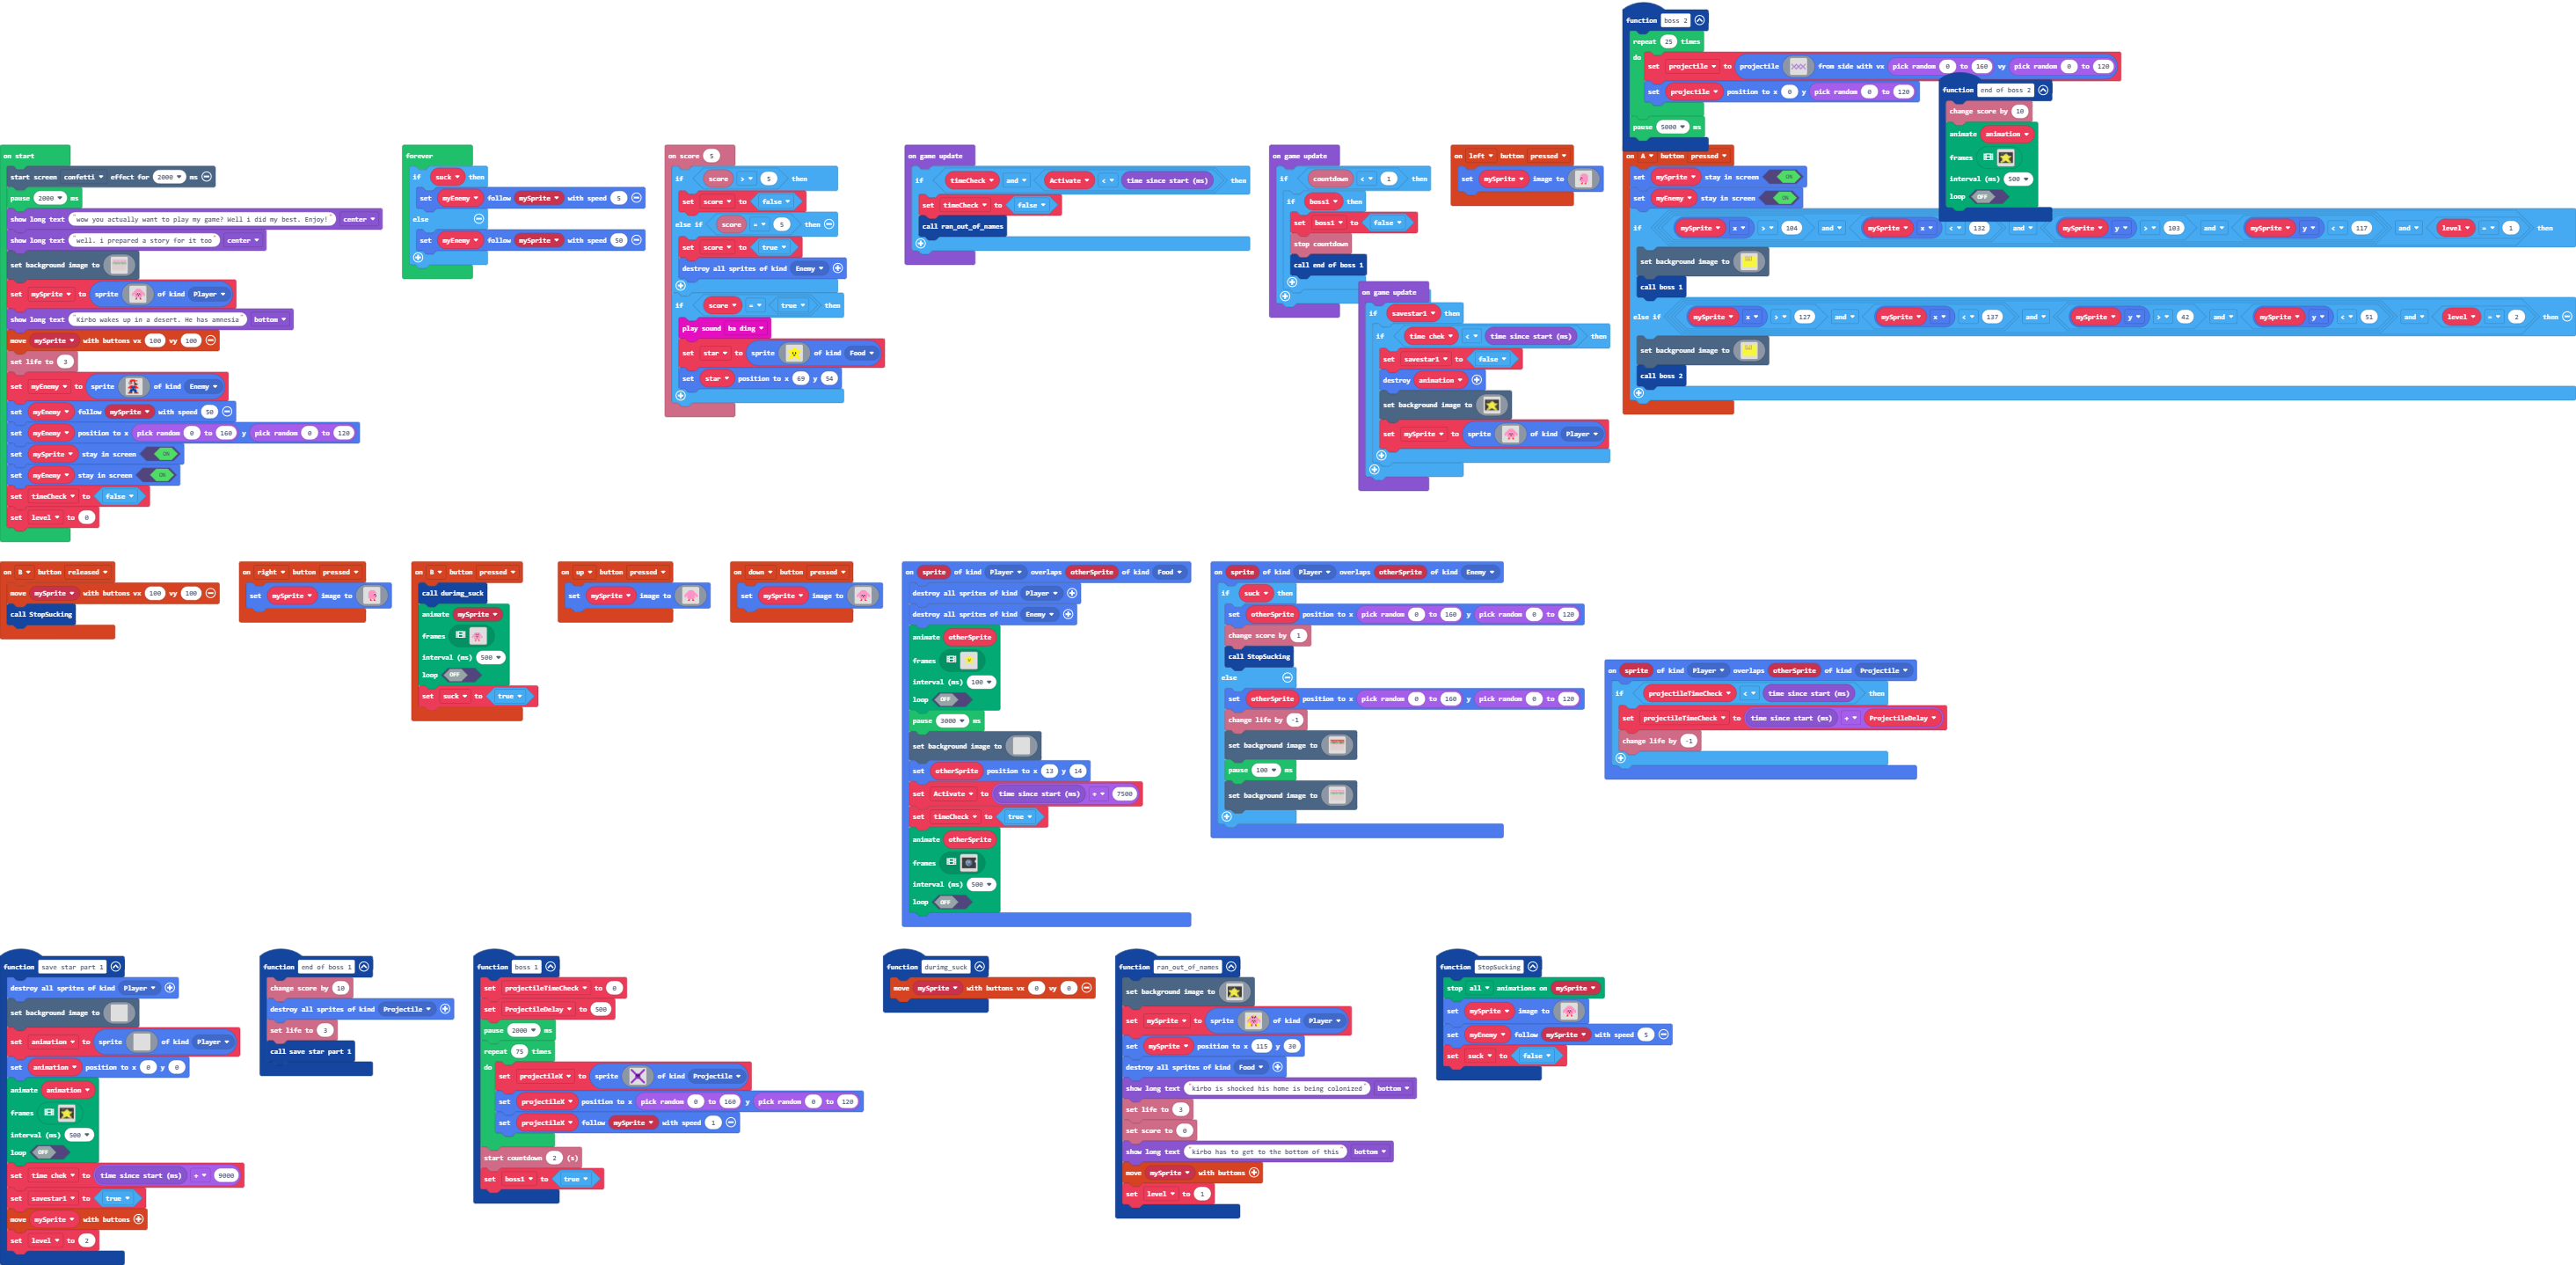 function boss 2
repeat 25 times
do
set projectile to projectile from side with vx pick random 0 to 160 vy pick random 0 to 120
set projectile position to x 0 y pick random 0 to 120
pause 5000 ms
function end of boss 2
change score by 10
animate animation
frames
interval (ms) 500
loop OFF
on start
start screen confetti effect for 2000 ms
pause 2000 ms
show long text "wow you actually want to play my game? Well i did my best. Enjoy!" center
show long text "well. i prepared a story for it too" center
set background image to
set mySprite to sprite of kind Player
show long text "Kirbo wakes up in a desert. He has amnesia" bottom
move mySprite with buttons vx 100 vy 100
set life to 3
set myEnemy to sprite of kind Enemy
set myEnemy follow mySprite with speed 50
set myEnemy position to x pick random 0 to 160 y pick random 0 to 120
set mySprite stay in screen ON
set myEnemy stay in screen ON
set timeCheck to false
set level to 0
forever
if suck then
set myEnemy follow mySprite with speed 5
else
set myEnemy follow mySprite with speed 50
on score 5
if score > 5 then
set score to false
else if score = 5 then
set score to true
destroy all sprites of kind Enemy
if score = true then
play sound ba ding
set star to sprite of kind Food
set star position to x 69 y 54
on game update
if timeCheck and Activate < time since start (ms) then
set timeCheck to false
call ran_out_of_names
on game update
if countdown < 1 then
if boss1 then
set boss1 to false
stop countdown
call end of boss 1
on game update
if savestar1 then
if time chek < time since start (ms) then
set savestar1 to false
destroy animation
set background image to
set mySprite to sprite of kind Player
on left button pressed
set mySprite image to
on A button pressed
set mySprite stay in screen ON
set myEnemy stay in screen ON
if mySprite x > 104 and mySprite x < 132 and mySprite y > 103 and mySprite y < 117 and level = 1 then
set background image to
call boss 1
else if mySprite x > 127 and mySprite x < 137 and mySprite y > 42 and mySprite y < 51 and level = 2 then
set background image to
call boss 2
on B button released
move mySprite with buttons vx 100 vy 100
call StopSucking
on right button pressed
set mySprite image to
on B button pressed
call durimg_suck
animate mySprite
frames
interval (ms) 500
loop OFF
set suck to true
on up button pressed
set mySprite image to
on down button pressed
set mySprite image to
on sprite of kind Player overlaps otherSprite of kind Food
destroy all sprites of kind Player
destroy all sprites of kind Enemy
animate otherSprite
frames
interval (ms) 100
loop OFF
pause 3000 ms
set background image to
set otherSprite position to x 13 y 14
set Activate to time since start (ms) + 7500
set timeCheck to true
animate otherSprite
frames
interval (ms) 500
loop OFF
on sprite of kind Player overlaps otherSprite of kind Enemy
if suck then
set otherSprite position to x pick random 0 to 160 y pick random 0 to 120
change score by 1
call StopSucking
else
set otherSprite position to x pick random 0 to 160 y pick random 0 to 120
change life by -1
set background image to
pause 100 ms
set background image to
on sprite of kind Player overlaps otherSprite of kind Projectile
if projectileTimeCheck < time since start (ms) then
set projectileTimeCheck to time since start (ms) + ProjectileDelay
change life by -1
function save star part 1
destroy all sprites of kind Player
set background image to
set animation to sprite of kind Player
set animation position to x 0 y 0
animate animation
frames
interval (ms) 500
loop OFF
set time chek to time since start (ms) + 9000
set savestar1 to true
move mySprite with buttons
set level to 2
function end of boss 1
change score by 10
destroy all sprites of kind Projectile
set life to 3
call save star part 1
function boss 1
set projectileTimeCheck to 0
set ProjectileDelay to 500
pause 2000 ms
repeat 75 times
do
set projectileX to sprite of kind Projectile
set projectileX position to x pick random 0 to 160 y pick random 0 to 120
set projectileX follow mySprite with speed 1
start countdown 2 (s)
set boss1 to true
function durimg_suck
move mySprite with buttons vx 0 vy 0
function ran_out_of_names
set background image to
set mySprite to sprite of kind Player
set mySprite position to x 115 y 30
destroy all sprites of kind Food
show long text "kirbo is shocked his home is being colonized" bottom
set life to 3
set score to 0
show long text "kirbo has to get to the bottom of this" bottom
move mySprite with buttons
set level to 1
function StopSucking
stop all animations on mySprite
set mySprite image to
set myEnemy follow mySprite with speed 5
set suck to false